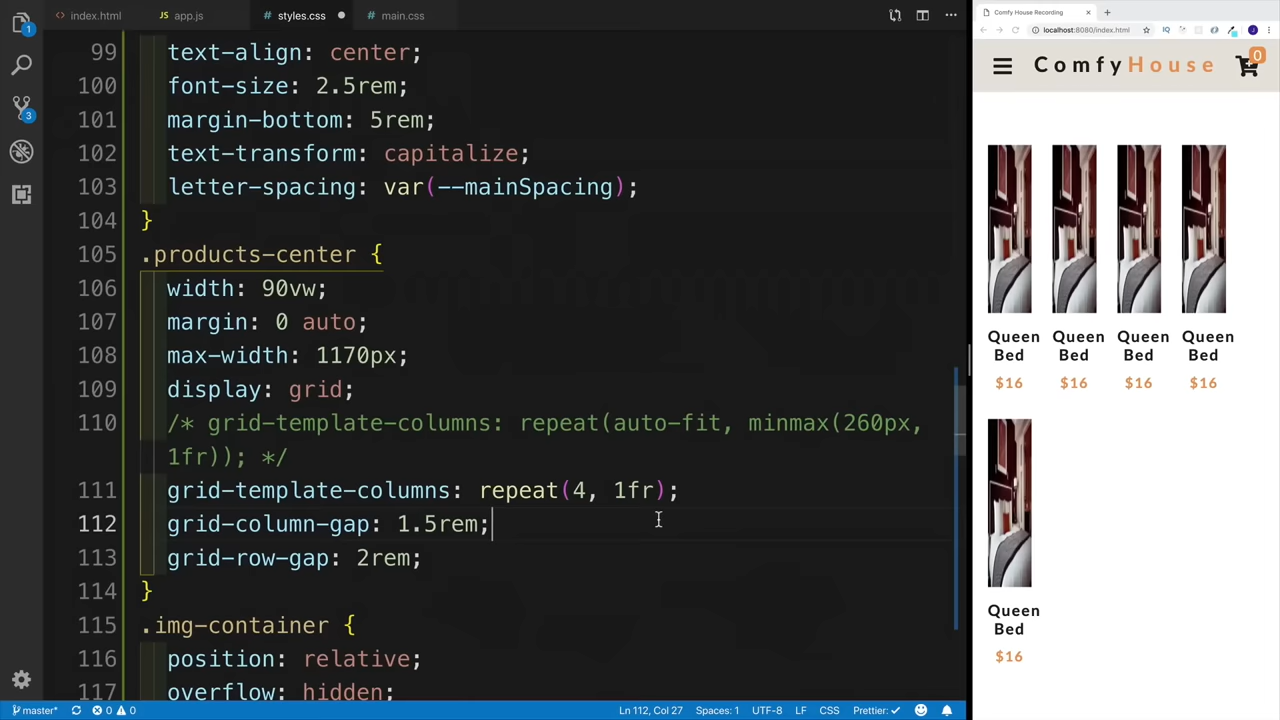 index.html app.js styles.css main.css
99 text-align: center;
100 font-size: 2.5rem;
101 margin-bottom: 5rem;
102 text-transform: capitalize;
103 letter-spacing: var(--mainSpacing);
104 }
105 .products-center {
106 width: 90vw;
107 margin: 0 auto;
108 max-width: 1170px;
109 display: grid;
110 /* grid-template-columns: repeat(auto-fit, minmax(260px,
1fr)); */
111 grid-template-columns: repeat(4, 1fr);
112 grid-column-gap: 1.5rem;
113 grid-row-gap: 2rem;
114 }
115 .img-container {
116 position: relative;
117 overflow: hidden;
1
3
master* 0 0 Ln 112, Col 27 Spaces: 1 UTF-8 LF CSS Prettier: ✓
Comfy House Recording
localhost:8080/index.html IQ J
ComfyHouse 0
Queen Queen Queen Queen
Bed Bed Bed Bed
$16 $16 $16 $16
Queen
Bed
$16